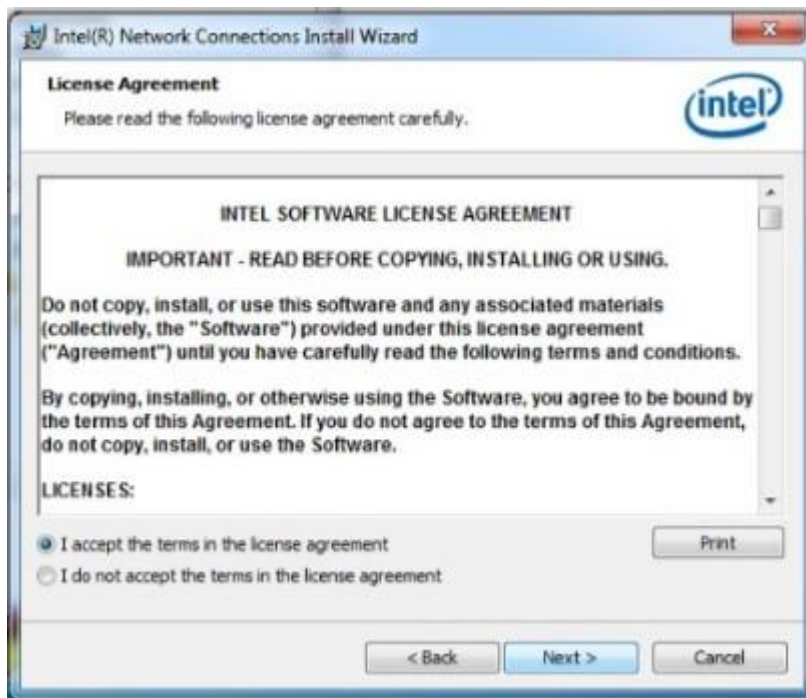 Intel(R) Network Connections Install Wizard
License Agreement
Please read the following license agreement carefully.
intel
INTEL SOFTWARE LICENSE AGREEMENT
IMPORTANT - READ BEFORE COPYING, INSTALLING OR USING.
Do not copy, install, or use this software and any associated materials
(collectively, the "Software") provided under this license agreement
("Agreement") until you have carefully read the following terms and conditions.
By copying, installing, or otherwise using the Software, you agree to be bound by
the terms of this Agreement. If you do not agree to the terms of this Agreement,
do not copy, install, or use the Software.
LICENSES:
I accept the terms in the license agreement
Print
I do not accept the terms in the license agreement
< Back
Next >
Cancel